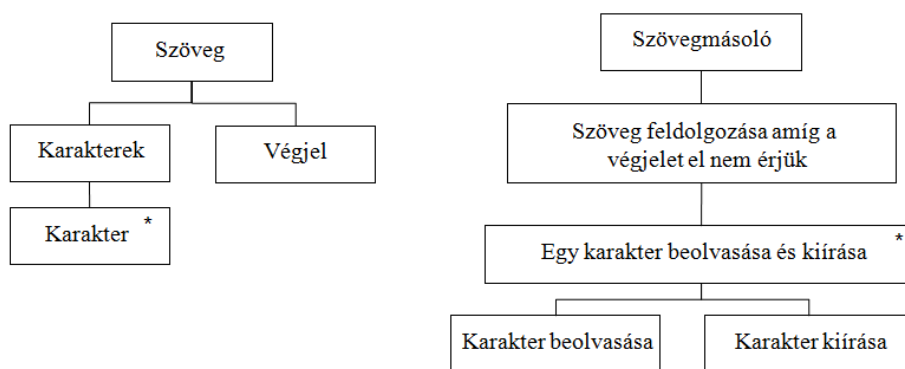 Szöveg
Karakterek
Végjel
Karakter *
Szövegmásoló
Szöveg feldolgozása amíg a
végjelet el nem érjük
Egy karakter beolvasása és kiírása *
Karakter beolvasása
Karakter kiírása